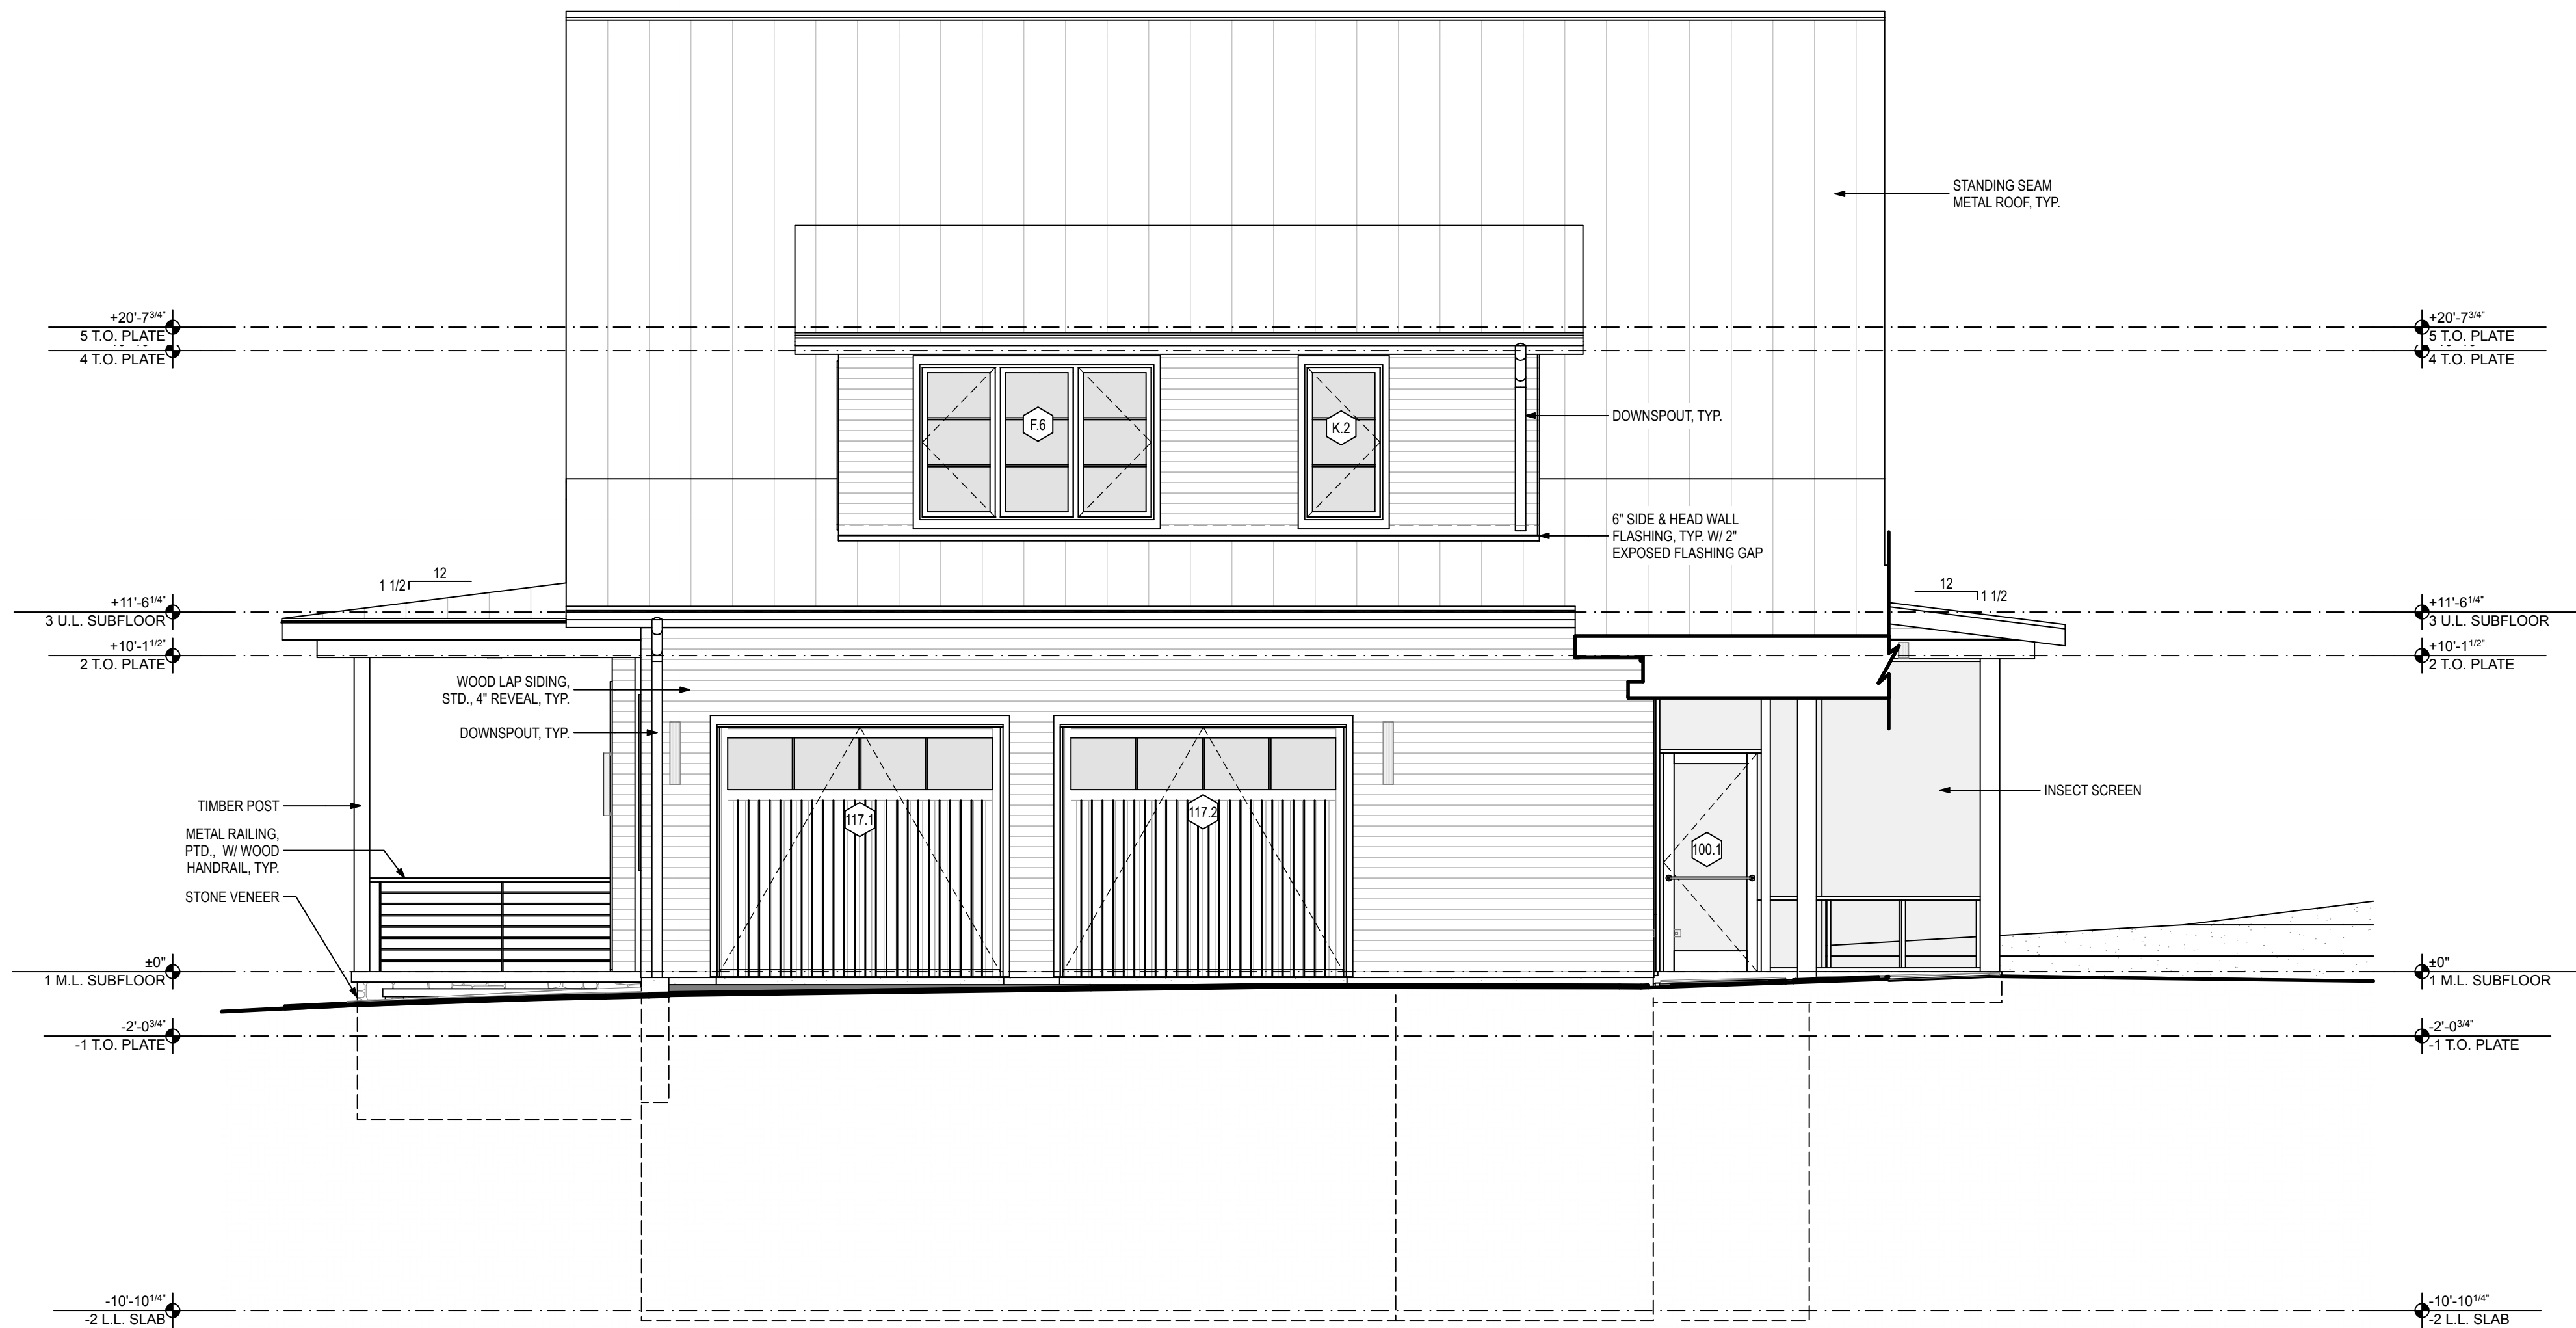 STANDING SEAM
METAL ROOF, TYP.
+20'-7 3/4"
5 T.O. PLATE
4 T.O. PLATE
+20'-7 3/4"
5 T.O. PLATE
4 T.O. PLATE
F.6
K.2
DOWNSPOUT, TYP.
6" SIDE & HEAD WALL
FLASHING, TYP. W/ 2"
EXPOSED FLASHING GAP
12
1 1/2
12
1 1/2
+11'-6 1/4"
3 U.L. SUBFLOOR
+10'-1 1/2"
2 T.O. PLATE
+11'-6 1/4"
3 U.L. SUBFLOOR
+10'-1 1/2"
2 T.O. PLATE
WOOD LAP SIDING,
STD., 4" REVEAL, TYP.
DOWNSPOUT, TYP.
TIMBER POST
METAL RAILING,
PTD., W/ WOOD
HANDRAIL, TYP.
STONE VENEER
117.1
117.2
100.1
INSECT SCREEN
±0"
1 M.L. SUBFLOOR
±0"
1 M.L. SUBFLOOR
-2'-0 3/4"
-1 T.O. PLATE
-2'-0 3/4"
-1 T.O. PLATE
-10'-10 1/4"
-2 L.L. SLAB
-10'-10 1/4"
-2 L.L. SLAB